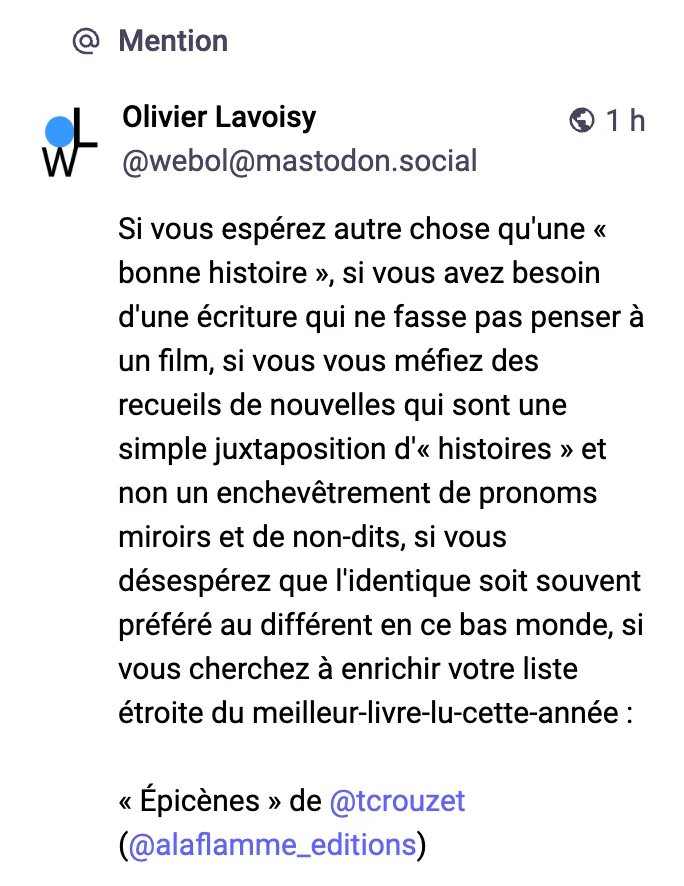 @ Mention
Olivier Lavoisy
1 h
@webol@mastodon.social
WL
Si vous espérez autre chose qu'une «
bonne histoire », si vous avez besoin
d'une écriture qui ne fasse pas penser à
un film, si vous vous méfiez des
recueils de nouvelles qui sont une
simple juxtaposition d'« histoires » et
non un enchevêtrement de pronoms
miroirs et de non-dits, si vous
désespérez que l'identique soit souvent
préféré au différent en ce bas monde, si
vous cherchez à enrichir votre liste
étroite du meilleur-livre-lu-cette-année :
« Épicènes » de @tcrouzet
(@alaflamme_editions)